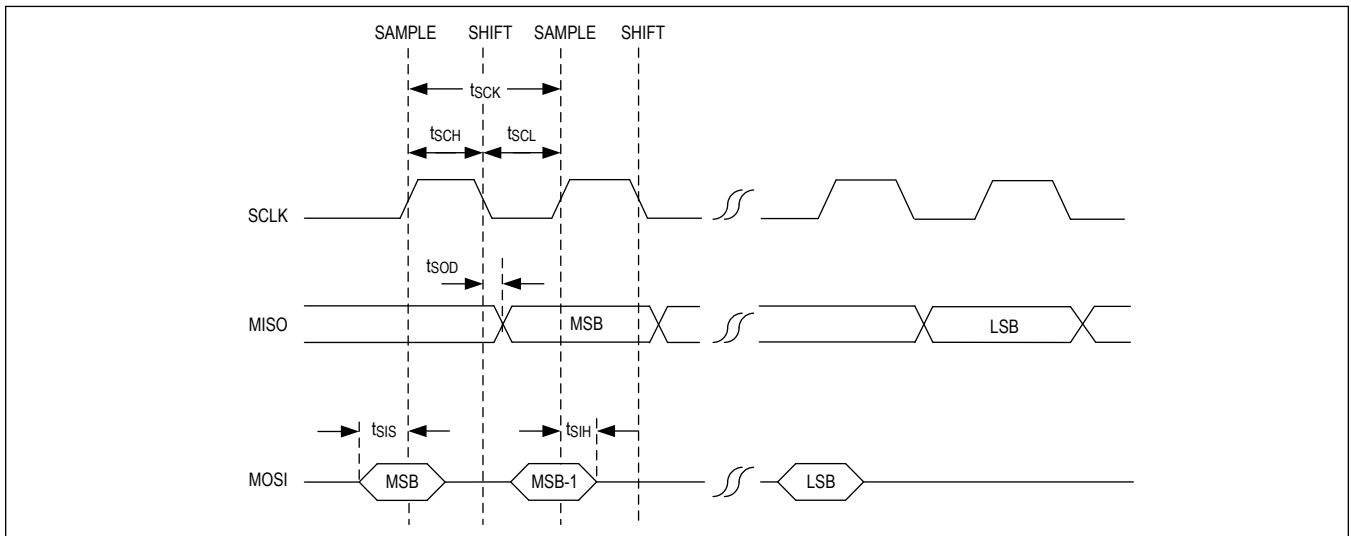 SAMPLE SHIFT SAMPLE SHIFT
tSCK
tSCH tSCL
SCLK
tSOD
MISO MSB LSB
tSIS tSIH
MOSI MSB MSB-1 LSB